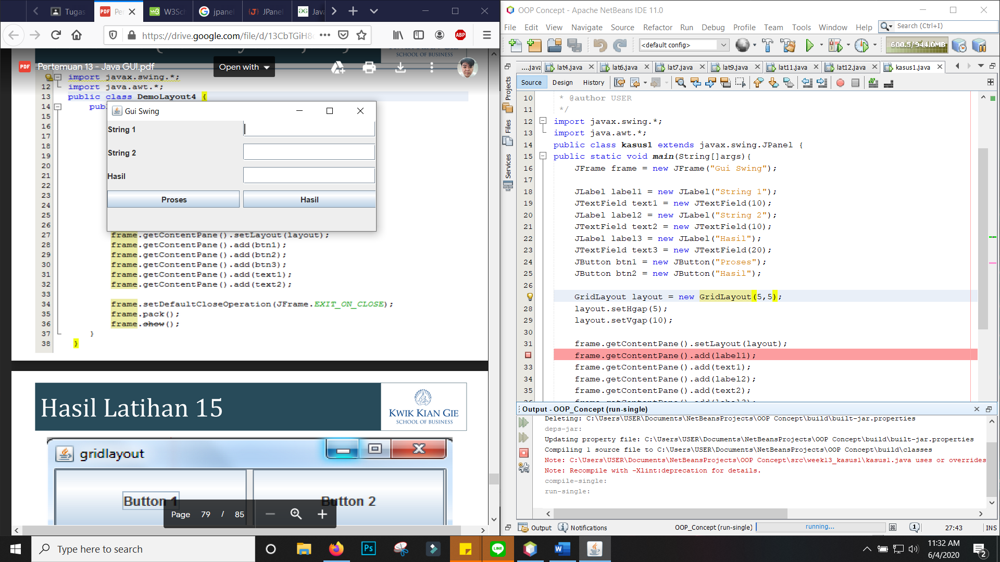 Tugas
Pe
W3Sch
jpanel
JPanel
Java
https://drive.google.com/file/d/13CbTGiH8
ABP
KWIK KIAN GIE
SCHOOL OF BUSINESS
PDF
Pertemuan 13 - Java GUI.pdf
Open with
import javax.swing.*;
12 import java.awt.*;
13 public class DemoLayout4 {
14 pub
15
16
17
18
19
20
21
22
23
24
25
26
Gui Swing
String 1
String 2
Hasil
Proses
Hasil
27 frame.getContentPane().setLayout(layout);
28 frame.getContentPane().add(btn1);
29 frame.getContentPane().add(btn2);
30 frame.getContentPane().add(btn3);
31 frame.getContentPane().add(text1);
32 frame.getContentPane().add(text2);
33
34 frame.setDefaultCloseOperation(JFrame.EXIT_ON_CLOSE);
35 frame.pack();
36 frame.show();
37 }
38 }
Hasil Latihan 15
KWIK KIAN GIE
SCHOOL OF BUSINESS
gridlayout
Button 1
Button 2
Page 79 / 85
OOP Concept - Apache NetBeans IDE 11.0
File Edit View Navigate Source Refactor Run Debug Profile Team Tools Window Help
Search (Ctrl+I)
<default config>
600.5/944.0MB
....java lat4.java lat6.java lat7.java lat9.java lat11.java lat12.java kasus1.java
Source Design History
Projects
Files
Services
10 * @author USER
11 */
12 import javax.swing.*;
13 import java.awt.*;
14 public class kasus1 extends javax.swing.JPanel {
15 public static void main(String[]args){
16 JFrame frame = new JFrame("Gui Swing");
17
18 JLabel label1 = new JLabel("String 1");
19 JTextField text1 = new JTextField(10);
20 JLabel label2 = new JLabel("String 2");
21 JTextField text2 = new JTextField(10);
22 JLabel label3 = new JLabel("Hasil");
23 JTextField text3 = new JTextField(20);
24 JButton btn1 = new JButton("Proses");
25 JButton btn2 = new JButton("Hasil");
26
GridLayout layout = new GridLayout(5,5);
28 layout.setHgap(5);
29 layout.setVgap(10);
30
31 frame.getContentPane().setLayout(layout);
frame.getContentPane().add(label1);
33 frame.getContentPane().add(text1);
34 frame.getContentPane().add(label2);
35 frame.getContentPane().add(text2);
Output - OOP_Concept (run-single)
Deleting: C:\Users\USER\Documents\NetBeansProjects\OOP Concept\build\built-jar.properties
deps-jar:
Updating property file: C:\Users\USER\Documents\NetBeansProjects\OOP Concept\build\built-jar.properties
Compiling 1 source file to C:\Users\USER\Documents\NetBeansProjects\OOP Concept\build\classes
Note: C:\Users\USER\Documents\NetBeansProjects\OOP Concept\src\week13_kasus1\kasus1.java uses or overrides
Note: Recompile with -Xlint:deprecation for details.
compile-single:
run-single:
Output Notifications
OOP_Concept (run-single)
running...
1
27:43
INS
Type here to search
Ps
LINE
11:32 AM
6/4/2020
2